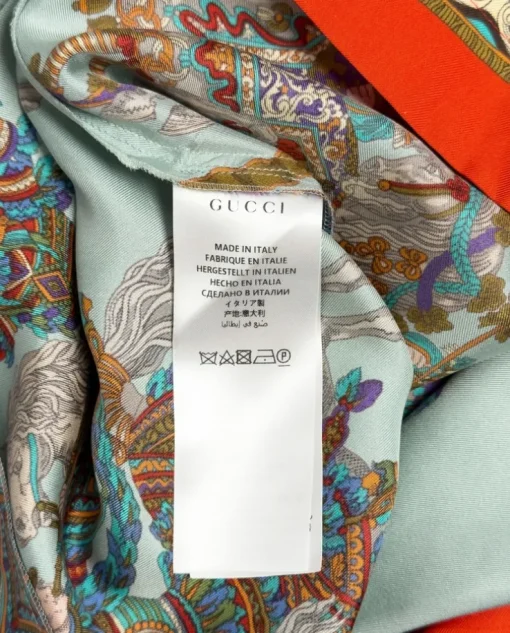 GUCCI
MADE IN ITALY
FABRIQUE EN ITALIE
HERGESTELLT IN ITALIEN
HECHO EN ITALIA
СДЕЛАНО В ИТАЛИИ
イタリア製
产地:意大利
صنع في إيطاليا
P